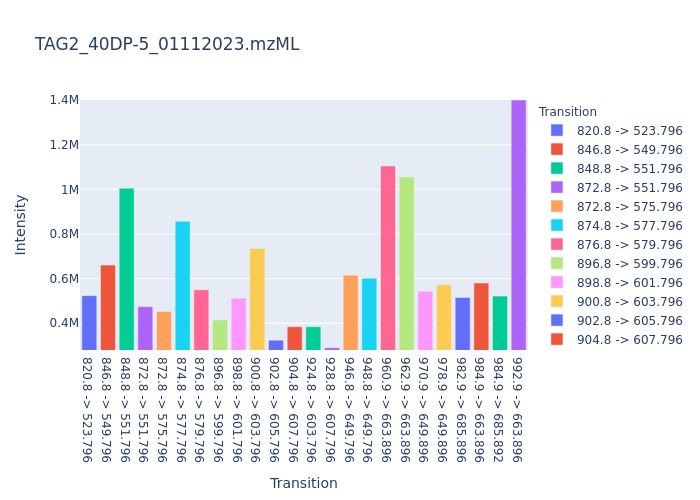 TAG2_40DP-5_01112023.mzML
1.4M
1.2M
1M
0.8M
0.6M
0.4M
Intensity
820.8 -> 523.796
846.8 -> 549.796
848.8 -> 551.796
872.8 -> 551.796
872.8 -> 575.796
874.8 -> 577.796
876.8 -> 579.796
896.8 -> 599.796
898.8 -> 601.796
900.8 -> 603.796
902.8 -> 605.796
904.8 -> 607.796
924.8 -> 603.796
928.8 -> 607.796
946.8 -> 649.796
948.8 -> 649.796
960.9 -> 663.896
962.9 -> 663.896
970.9 -> 649.896
978.9 -> 649.896
982.9 -> 685.896
984.9 -> 663.896
984.9 -> 685.892
992.9 -> 663.896
Transition
Transition
820.8 -> 523.796
846.8 -> 549.796
848.8 -> 551.796
872.8 -> 551.796
872.8 -> 575.796
874.8 -> 577.796
876.8 -> 579.796
896.8 -> 599.796
898.8 -> 601.796
900.8 -> 603.796
902.8 -> 605.796
904.8 -> 607.796